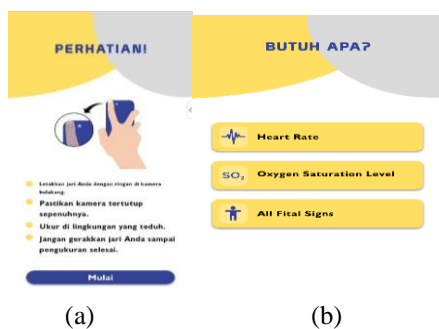 PERHATIAN!
Letakkan jari Anda dengan ringan di kamera
belakang.
Pastikan kamera tertutup
sepenuhnya.
Ukur di lingkungan yang teduh.
Jangan gerakkan jari Anda sampai
pengukuran selesai.
Mulai
(a)
BUTUH APA?
Heart Rate
SO₂ Oxygen Saturation Level
All Fital Signs
(b)